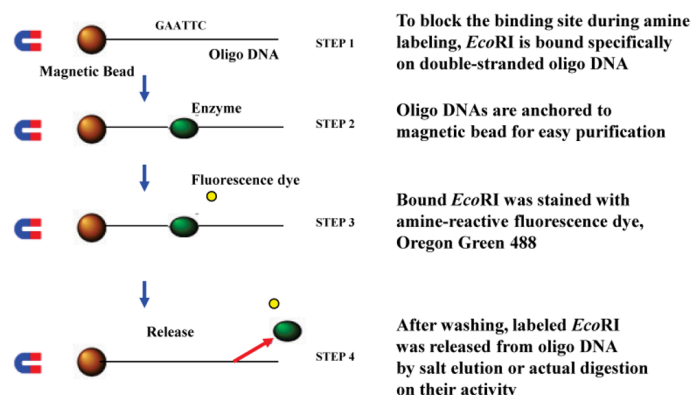 GAATTC
Oligo DNA
STEP 1
Magnetic Bead
To block the binding site during amine
labeling, EcoRI is bound specifically
on double-stranded oligo DNA
Enzyme
STEP 2
Oligo DNAs are anchored to
magnetic bead for easy purification
Fluorescence dye
STEP 3
Bound EcoRI was stained with
amine-reactive fluorescence dye,
Oregon Green 488
Release
STEP 4
After washing, labeled EcoRI
was released from oligo DNA
by salt elution or actual digestion
on their activity